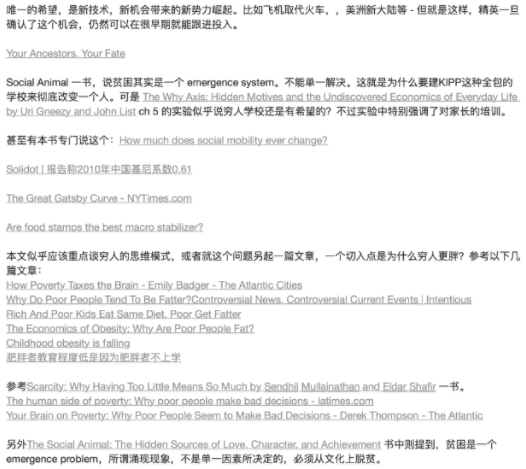 唯一的希望，是新技术，新机会带来的新势力崛起。比如飞机取代火车，，美洲新大陆等 - 但就是这样，精英一旦
确认了这个机会，仍然可以在很早期就能跟进投入。
Your Ancestors, Your Fate
Social Animal 一书，说贫困其实是一个 emergence system。不能单一解决。这就是为什么要建KIPP这种全包的
学校来彻底改变一个人。可是 The Why Axis: Hidden Motives and the Undiscovered Economics of Everyday Life
by Uri Gneezy and John List ch 5 的实验似乎说穷人学校还是有希望的？不过实验中特别强调了对家长的培训。
甚至有本书专门说这个：How much does social mobility ever change?
Solidot | 报告称2010年中国基尼系数0.61
The Great Gatsby Curve - NYTimes.com
Are food stamps the best macro stabilizer?
本文似乎应该重点谈穷人的思维模式，或者就这个问题另起一篇文章，一个切入点是为什么穷人更胖？参考以下几
篇文章：
How Poverty Taxes the Brain - Emily Badger - The Atlantic Cities
Why Do Poor People Tend To Be Fatter?Controversial News, Controversial Current Events | Intentious
Rich And Poor Kids Eat Same Diet, Poor Get Fatter
The Economics of Obesity: Why Are Poor People Fat?
Childhood obesity is falling
肥胖者教育程度低是因为肥胖者不上学
参考Scarcity: Why Having Too Little Means So Much by Sendhil Mullainathan and Eldar Shafir 一书。
The human side of poverty: Why poor people make bad decisions - latimes.com
Your Brain on Poverty: Why Poor People Seem to Make Bad Decisions - Derek Thompson - The Atlantic
另外The Social Animal: The Hidden Sources of Love, Character, and Achievement 书中则提到，贫困是一个
emergence problem，所谓涌现现象，不是单一因素所决定的，必须从文化上脱贫。